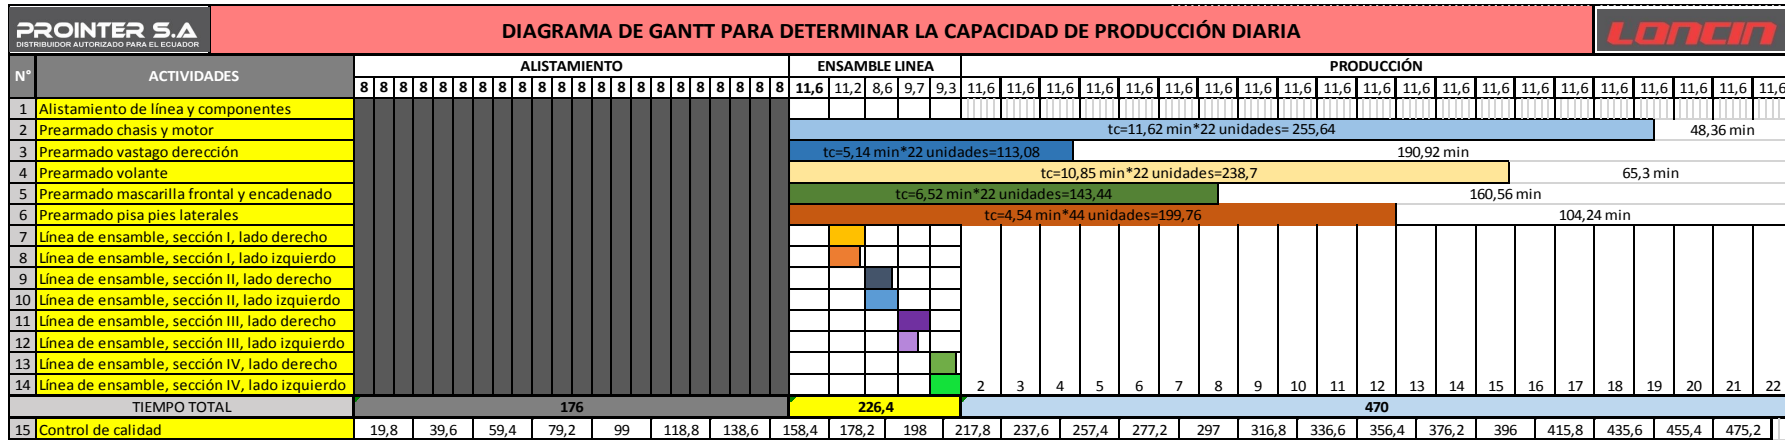 PROINTER S.A
DISTRIBUIDOR AUTORIZADO PARA EL ECUADOR
DIAGRAMA DE GANTT PARA DETERMINAR LA CAPACIDAD DE PRODUCCIÓN DIARIA
LONCIN
N° ACTIVIDADES ALISTAMIENTO ENSAMBLE LINEA PRODUCCIÓN
8 8 8 8 8 8 8 8 8 8 8 8 8 8 8 8 8 8 8 8 8 8 11,6 11,2 8,6 9,7 9,3 11,6 11,6 11,6 11,6 11,6 11,6 11,6 11,6 11,6 11,6 11,6 11,6 11,6 11,6 11,6 11,6 11,6 11,6 11,6 11,6 11,6
1 Alistamiento de línea y componentes
2 Prearmado chasis y motor tc=11,62 min*22 unidades= 255,64 48,36 min
3 Prearmado vastago derección tc=5,14 min*22 unidades=113,08 190,92 min
4 Prearmado volante tc=10,85 min*22 unidades=238,7 65,3 min
5 Prearmado mascarilla frontal y encadenado tc=6,52 min*22 unidades=143,44 160,56 min
6 Prearmado pisa pies laterales tc=4,54 min*44 unidades=199,76 104,24 min
7 Línea de ensamble, sección I, lado derecho
8 Línea de ensamble, sección I, lado izquierdo
9 Línea de ensamble, sección II, lado derecho
10 Línea de ensamble, sección II, lado izquierdo
11 Línea de ensamble, sección III, lado derecho
12 Línea de ensamble, sección III, lado izquierdo
13 Línea de ensamble, sección IV, lado derecho
14 Línea de ensamble, sección IV, lado izquierdo 2 3 4 5 6 7 8 9 10 11 12 13 14 15 16 17 18 19 20 21 22
TIEMPO TOTAL 176 226,4 470
15 Control de calidad 19,8 39,6 59,4 79,2 99 118,8 138,6 158,4 178,2 198 217,8 237,6 257,4 277,2 297 316,8 336,6 356,4 376,2 396 415,8 435,6 455,4 475,2